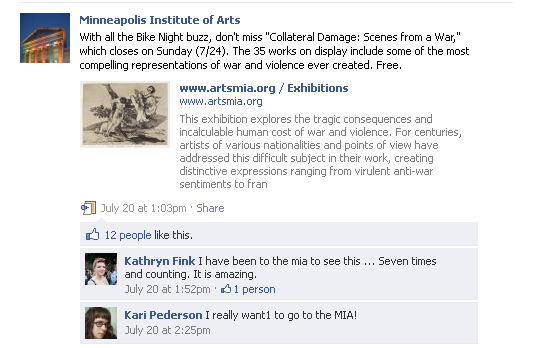 Minneapolis Institute of Arts
With all the Bike Night buzz, don't miss "Collateral Damage: Scenes from a War,"
which closes on Sunday (7/24). The 35 works on display include some of the most
compelling representations of war and violence ever created. Free.
www.artsmia.org / Exhibitions
www.artsmia.org
This exhibition explores the tragic consequences and
incalculable human cost of war and violence. For centuries,
artists of various nationalities and points of view have
addressed this difficult subject in their work, creating
distinctive expressions ranging from virulent anti-war
sentiments to fran
July 20 at 1:03pm · Share
12 people like this.
Kathryn Fink I have been to the mia to see this ... Seven times
and counting. It is amazing.
July 20 at 1:52pm · 1 person
Kari Pederson I really want1 to go to the MIA!
July 20 at 2:25pm